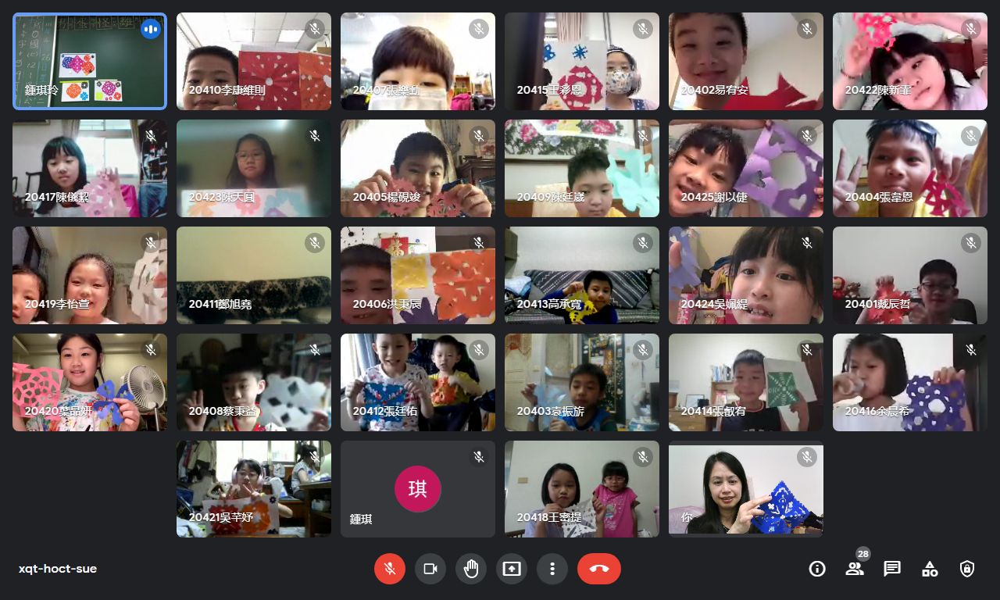 鍾琪玲
20410李康維則
20407張樂勳
20415王彩恩
20402易宥安
20422陳新霏
20417陳儀絜
20423陳天圓
20405楊硯竣
20409陳廷崴
20425謝以倢
20404張韋恩
20419李怡萱
20411鄭旭堯
20406洪秉辰
20413高承寬
20424吳姵緹
20401戴辰哲
20420葉品妍
20408蔡秉益
20412張廷佑
20403袁振旂
20414張叡宥
20416余晨希
20421吳芊妤
琪
鍾琪
20418王密提
你
xqt-hoct-sue
28